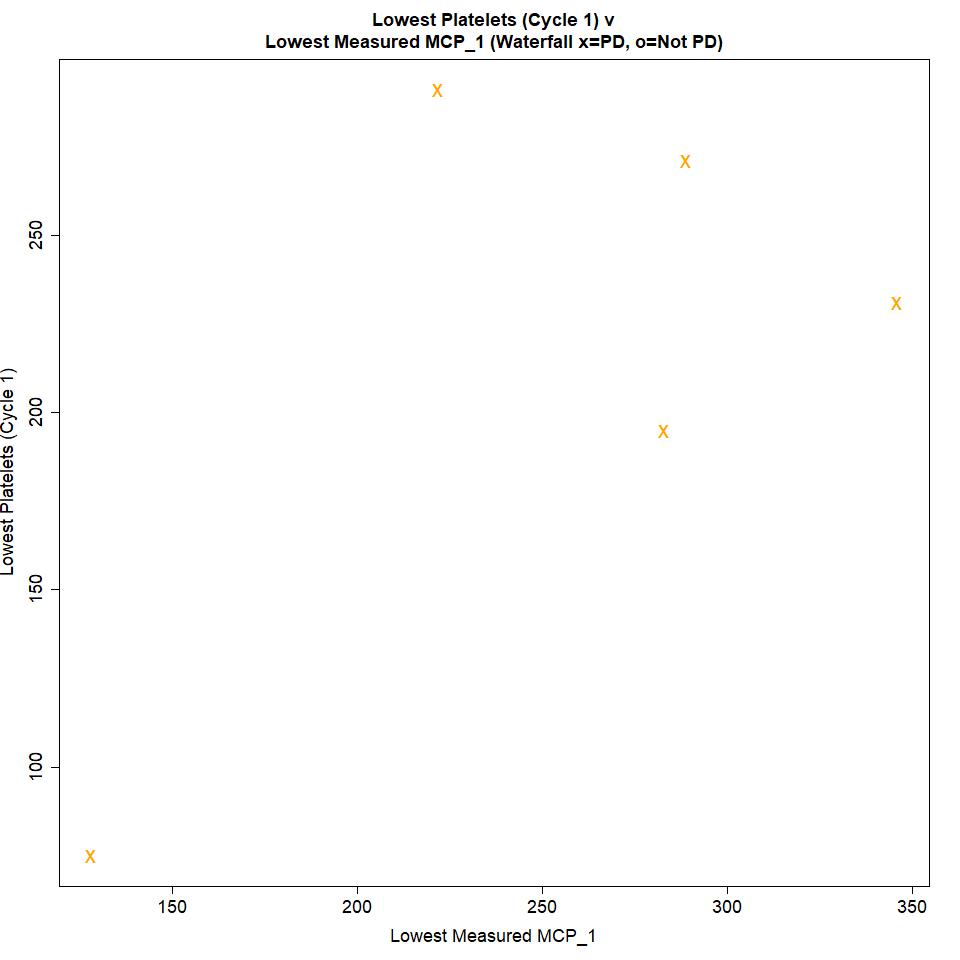 Lowest Platelets (Cycle 1) v
Lowest Measured MCP_1 (Waterfall x=PD, o=Not PD)
X
X
250
X
Lowest Platelets (Cycle 1)
200
X
150
100
X
150 200 250 300 350
Lowest Measured MCP_1